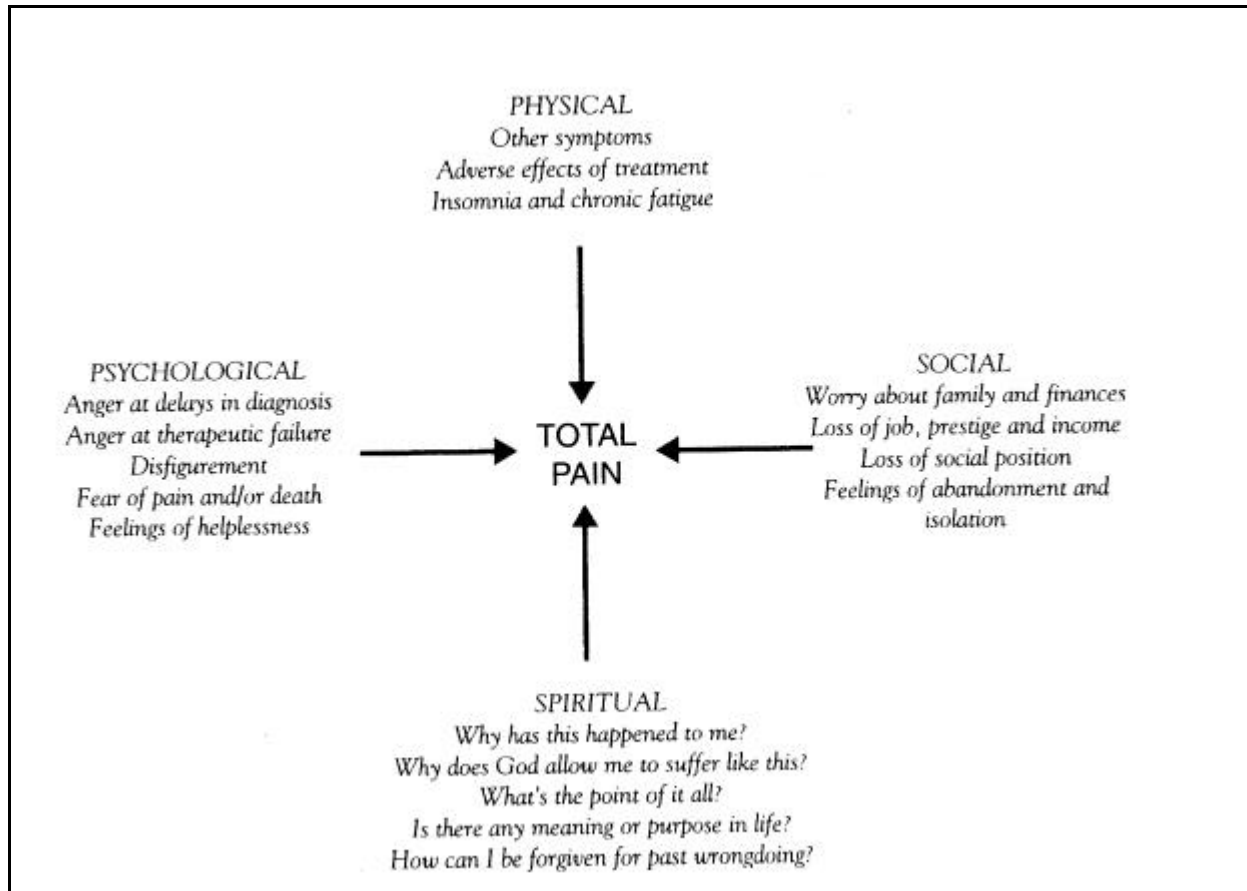 PHYSICAL
Other symptoms
Adverse effects of treatment
Insomnia and chronic fatigue
PSYCHOLOGICAL
Anger at delays in diagnosis
Anger at therapeutic failure
Disfigurement
Fear of pain and/or death
Feelings of helplessness
TOTAL
PAIN
SOCIAL
Worry about family and finances
Loss of job, prestige and income
Loss of social position
Feelings of abandonment and
isolation
SPIRITUAL
Why has this happened to me?
Why does God allow me to suffer like this?
What's the point of it all?
Is there any meaning or purpose in life?
How can I be forgiven for past wrongdoing?